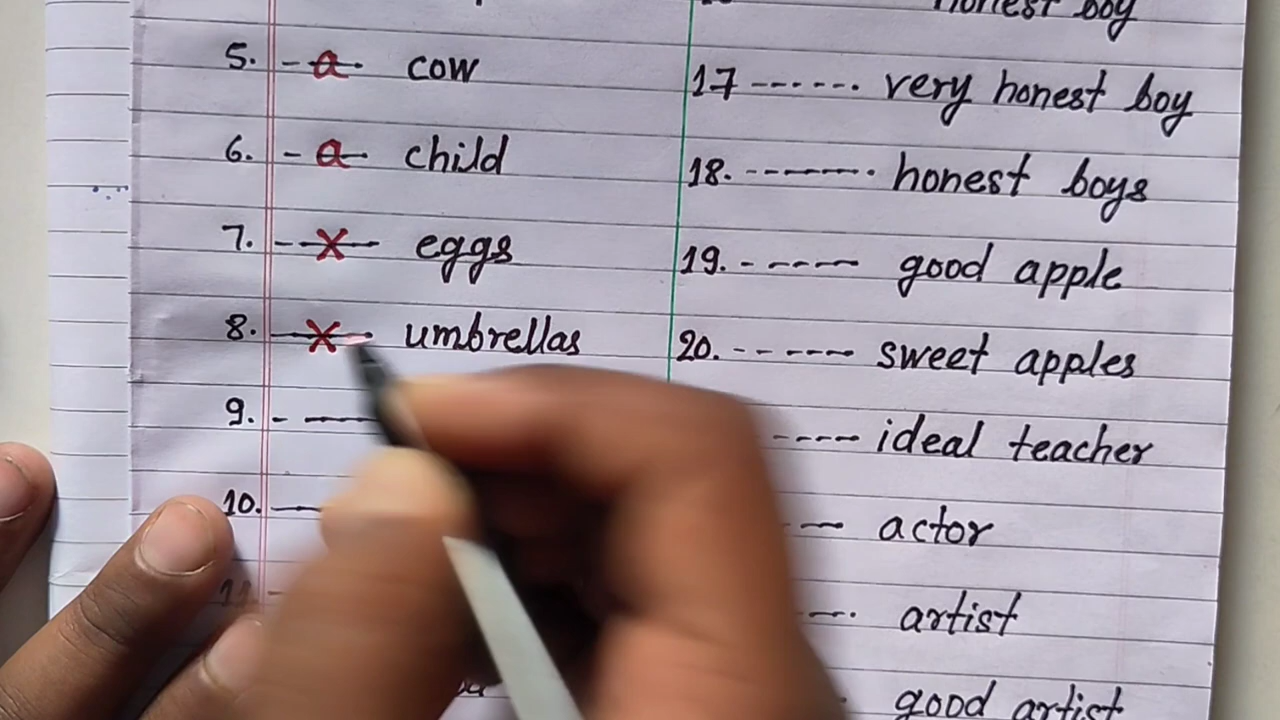 5. - a - . cow
6. - a - child
7. - - X - eggs
8. - X - umbrellas
9. - ---
10. ---
11. -
honest boy
17 ------. very honest boy
18. -------. honest boys
19. - ----- good apple
20. -- ----- sweet apples
---- ideal teacher
-- actor
--. artist
. good artist